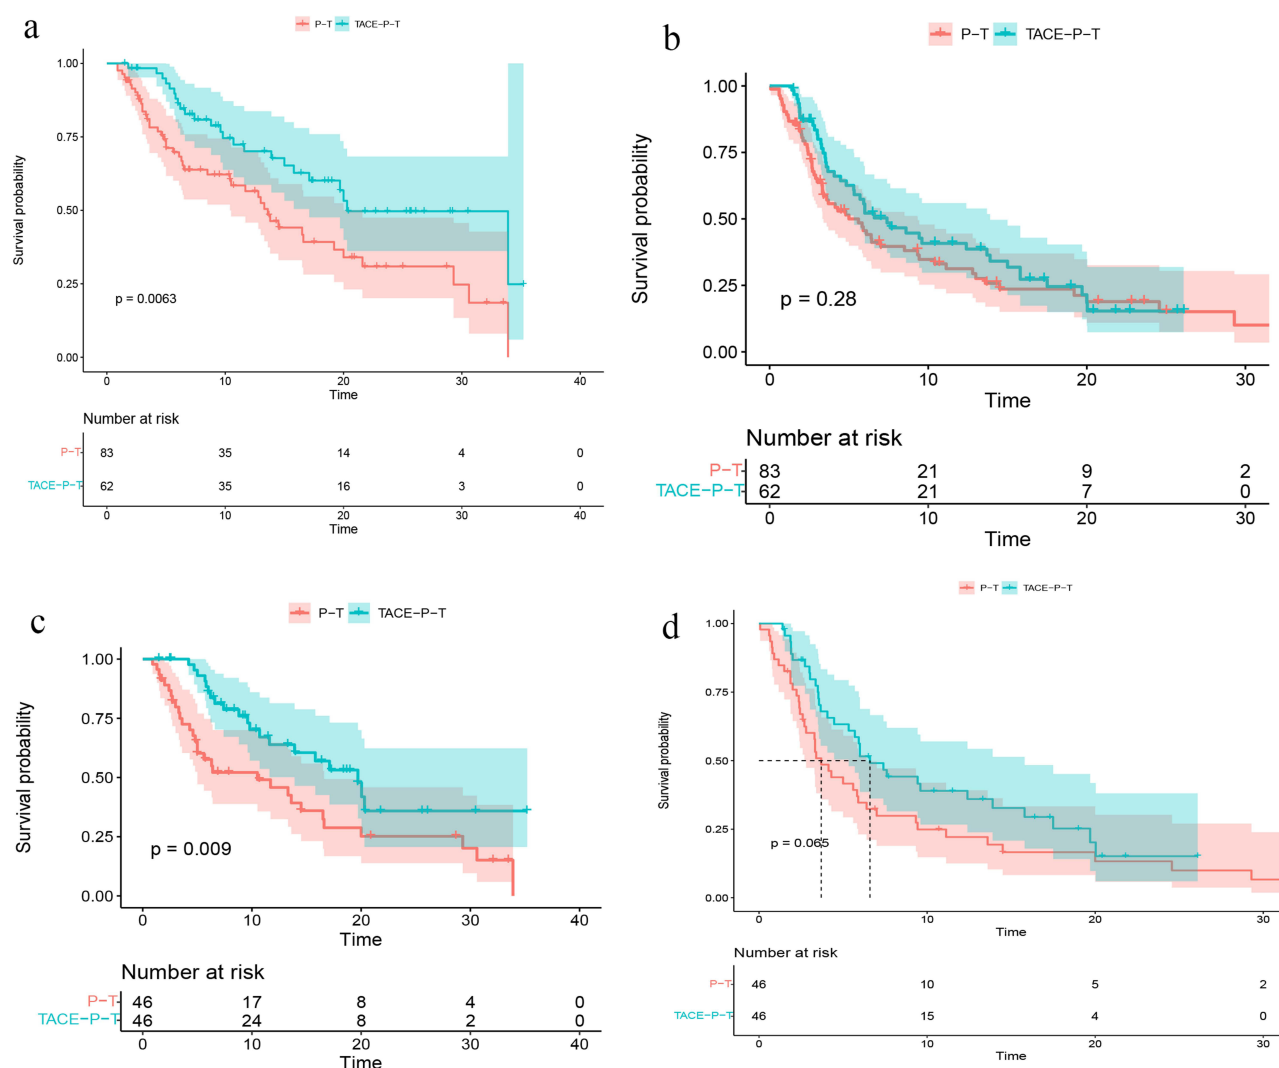 a
P−T TACE−P−T
Survival probability
1.00
0.75
0.50
0.25
0.00
p = 0.0063
0 10 20 30 40
Time
Number at risk
P−T 83 35 14 4 0
TACE−P−T 62 35 16 3 0
0 10 20 30 40
Time
b
P−T TACE−P−T
Survival probability
1.00
0.75
0.50
0.25
0.00
p = 0.28
0 10 20 30
Time
Number at risk
P−T 83 21 9 2
TACE−P−T 62 21 7 0
0 10 20 30
Time
c
P−T TACE−P−T
Survival probability
1.00
0.75
0.50
0.25
0.00
p = 0.009
0 10 20 30 40
Time
Number at risk
P−T 46 17 8 4 0
TACE−P−T 46 24 8 2 0
0 10 20 30 40
Time
d
P−T TACE−P−T
Survival probability
1.00
0.75
0.50
0.25
0.00
p = 0.065
0 10 20 30
Time
Number at risk
P−T 46 10 5 2
TACE−P−T 46 15 4 0
0 10 20 30
Time